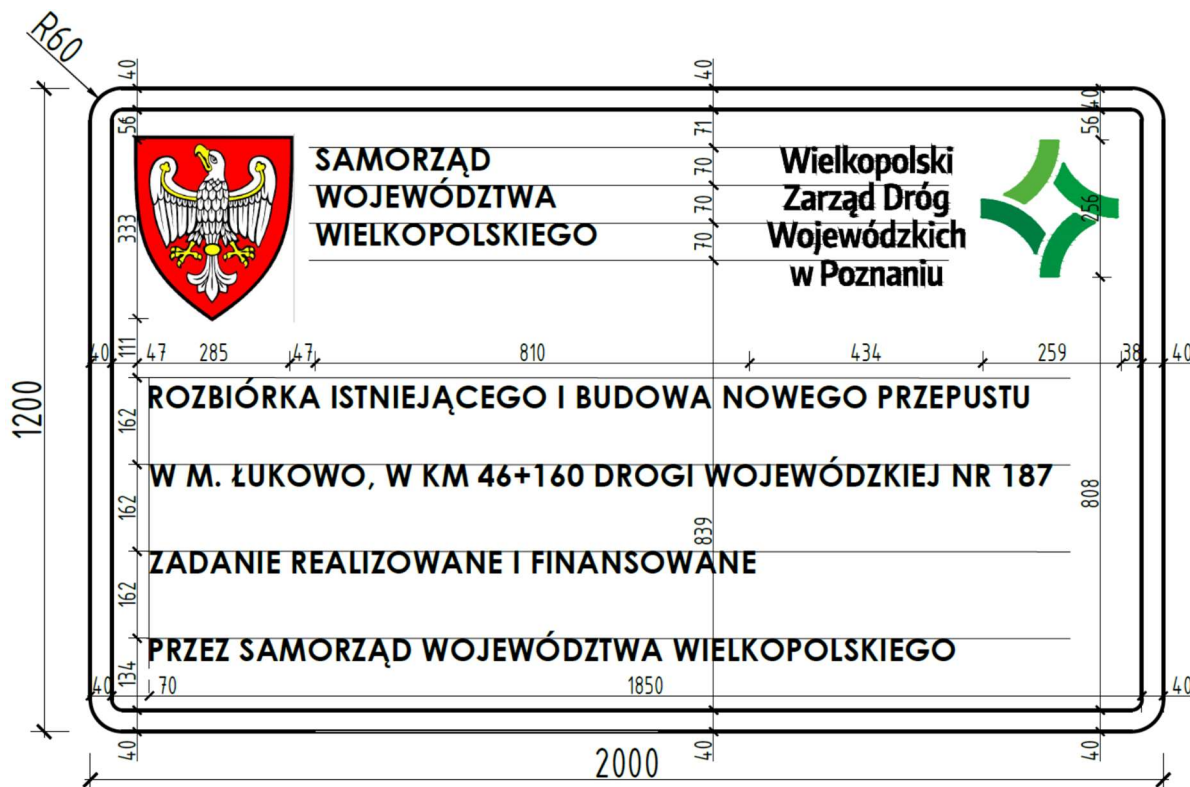 R60
40 40 40
56 71 56
SAMORZĄD
WOJEWÓDZTWA
WIELKOPOLSKIEGO
Wielkopolski
Zarząd Dróg
Wojewódzkich
w Poznaniu
333 70 70 70 256
40 111 47 285 47 810 434 259 38 40
1200
ROZBIÓRKA ISTNIEJĄCEGO I BUDOWA NOWEGO PRZEPUSTU
162
W M. ŁUKOWO, W KM 46+160 DROGI WOJEWÓDZKIEJ NR 187
162 839 808
ZADANIE REALIZOWANE I FINANSOWANE
162
PRZEZ SAMORZĄD WOJEWÓDZTWA WIELKOPOLSKIEGO
40 134 70 1850 40
40 40 40
2000